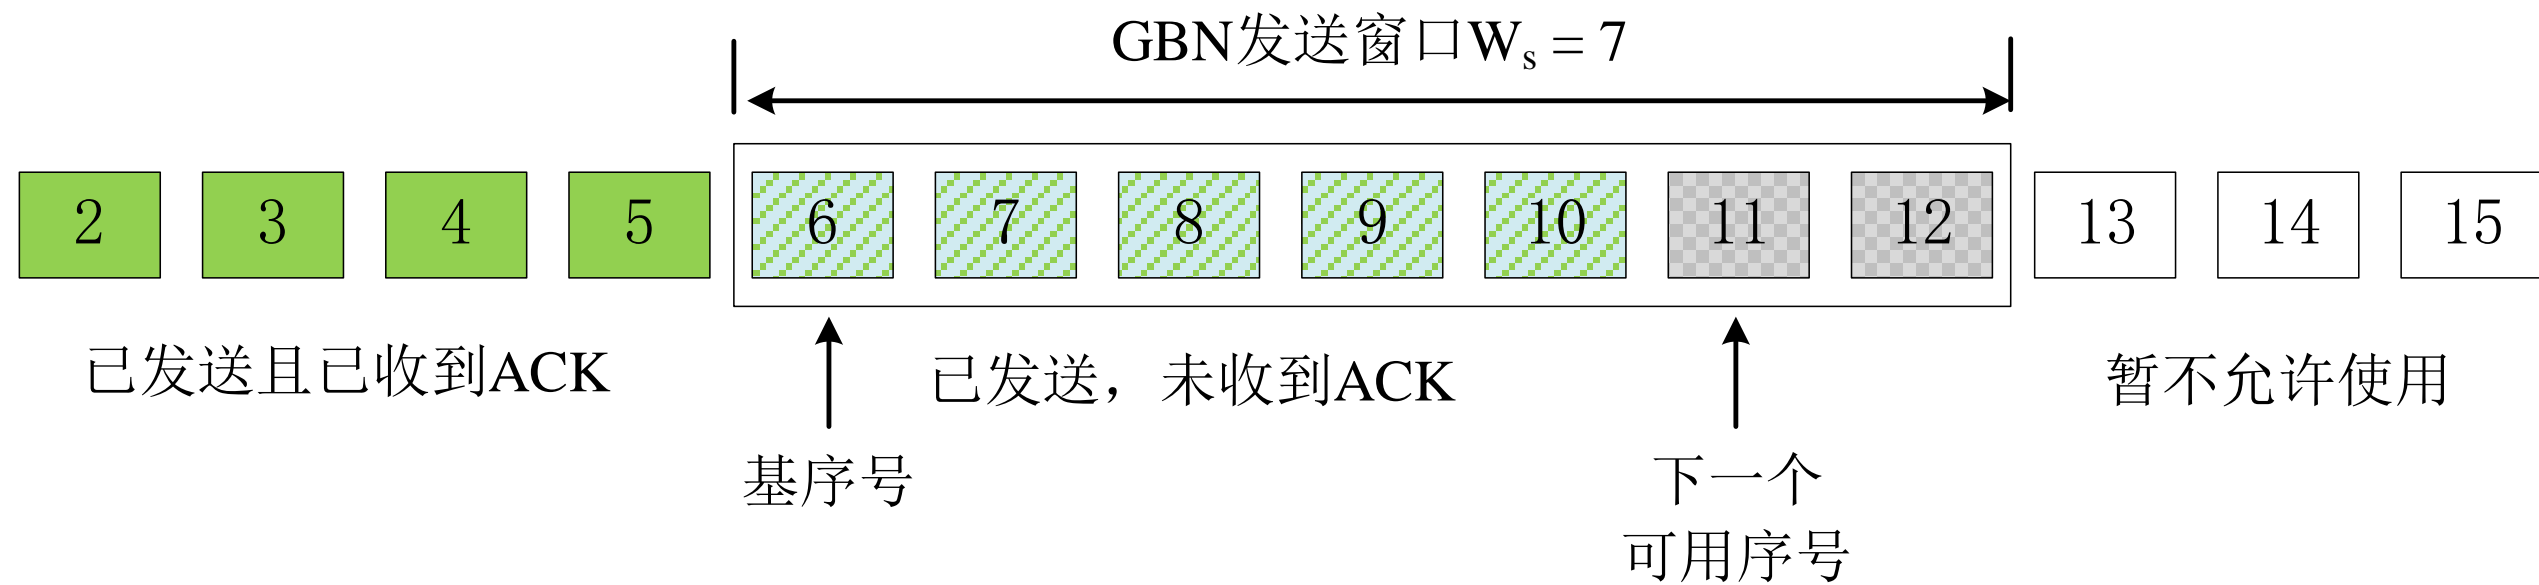 GBN发送窗口Ws = 7
2 3 4 5 6 7 8 9 10 11 12 13 14 15
已发送且已收到ACK
已发送，未收到ACK
暂不允许使用
基序号
下一个
可用序号